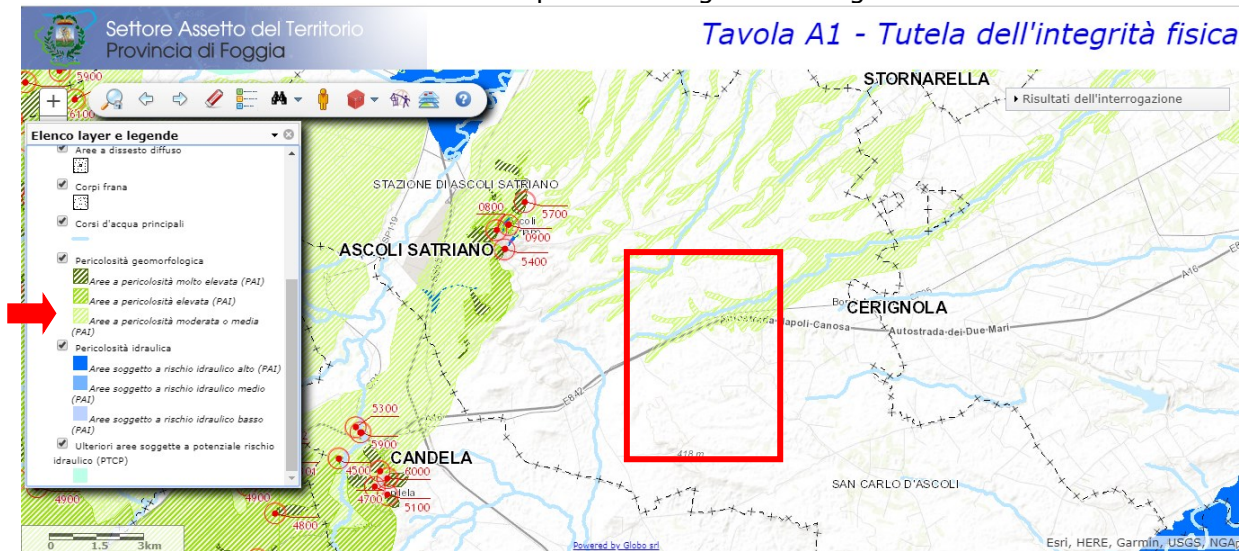 Settore Assetto del Territorio
Provincia di Foggia
Tavola A1 - Tutela dell'integrità fisica
Risultati dell'interrogazione
Elenco layer e legende
Aree a dissesto diffuso
Corpi frana
Corsi d'acqua principali
Pericolosità geomorfologica
Aree a pericolosità molto elevata (PAI)
Aree a pericolosità elevata (PAI)
Aree a pericolosità moderata o media
(PAI)
Pericolosità idraulica
Aree soggetto a rischio idraulico alto (PAI)
Aree soggetto a rischio idraulico medio
(PAI)
Aree soggetto a rischio idraulico basso
(PAI)
Ulteriori aree soggette a potenziale rischio
idraulico (PTCP)
5900
6100
STORNARELLA
STAZIONE DI ASCOLI SATRIANO
SP119
0800
5700
0900
5400
ASCOLI SATRIANO
CERIGNOLA
Napoli-Canosa
Autostrada-dei-Due-Mari
A16
E842
5300
5900
CANDELA
4500
6000
4700
5100
4900
4900
4800
418 m
SAN CARLO D'ASCOLI
0 1.5 3km
Powered by Globo srl
Esri, HERE, Garmin, USGS, NGA